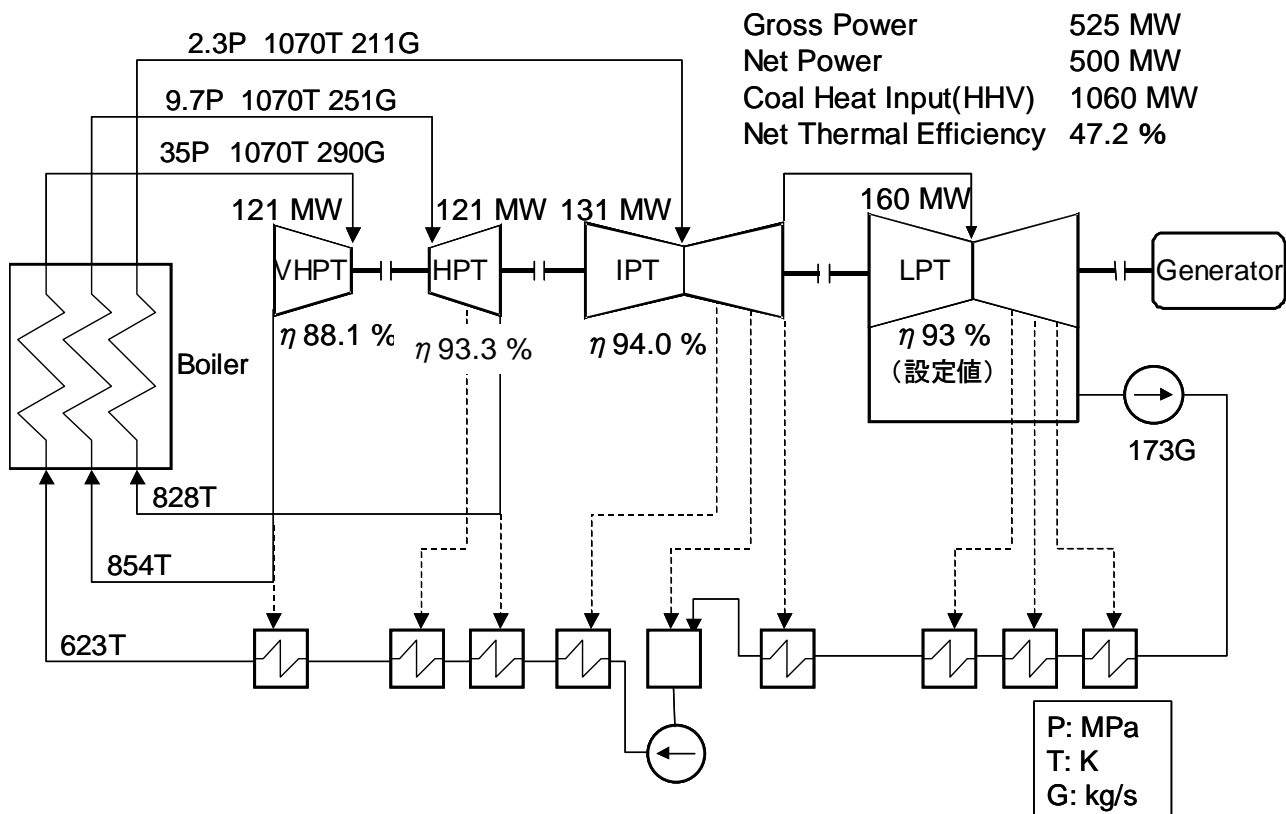 Gross Power 525 MW
Net Power 500 MW
Coal Heat Input(HHV) 1060 MW
Net Thermal Efficiency 47.2 %
2.3P 1070T 211G
9.7P 1070T 251G
35P 1070T 290G
121 MW
121 MW
131 MW
160 MW
VHPT
HPT
IPT
LPT
Generator
η 88.1 %
η 93.3 %
η 94.0 %
η 93 %
（設定値）
Boiler
173G
828T
854T
623T
P: MPa
T: K
G: kg/s